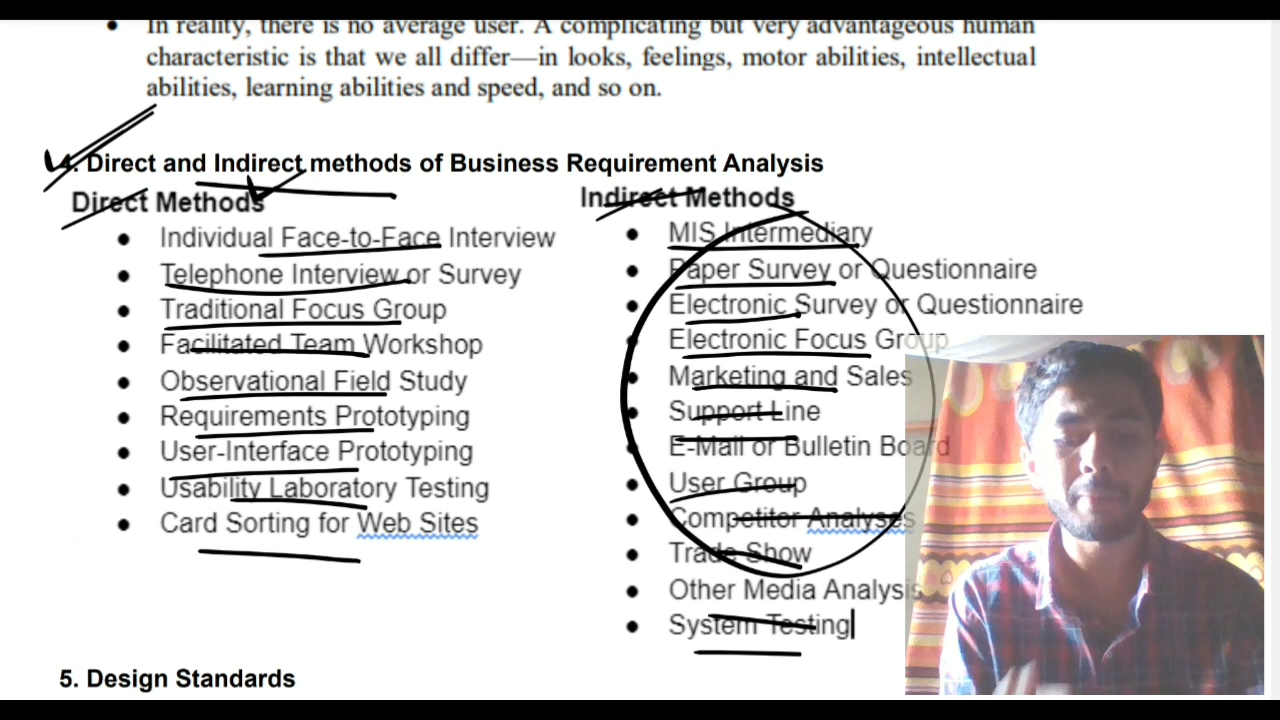 In reality, there is no average user. A complicating but very advantageous human
characteristic is that we all differ—in looks, feelings, motor abilities, intellectual
abilities, learning abilities and speed, and so on.
4. Direct and Indirect methods of Business Requirement Analysis
Direct Methods
Individual Face-to-Face Interview
Telephone Interview or Survey
Traditional Focus Group
Facilitated Team Workshop
Observational Field Study
Requirements Prototyping
User-Interface Prototyping
Usability Laboratory Testing
Card Sorting for Web Sites
Indirect Methods
MIS Intermediary
Paper Survey or Questionnaire
Electronic Survey or Questionnaire
Electronic Focus Group
Marketing and Sales
Support Line
E-Mail or Bulletin Board
User Group
Competitor Analyses
Trade Show
Other Media Analysis
System Testing
5. Design Standards